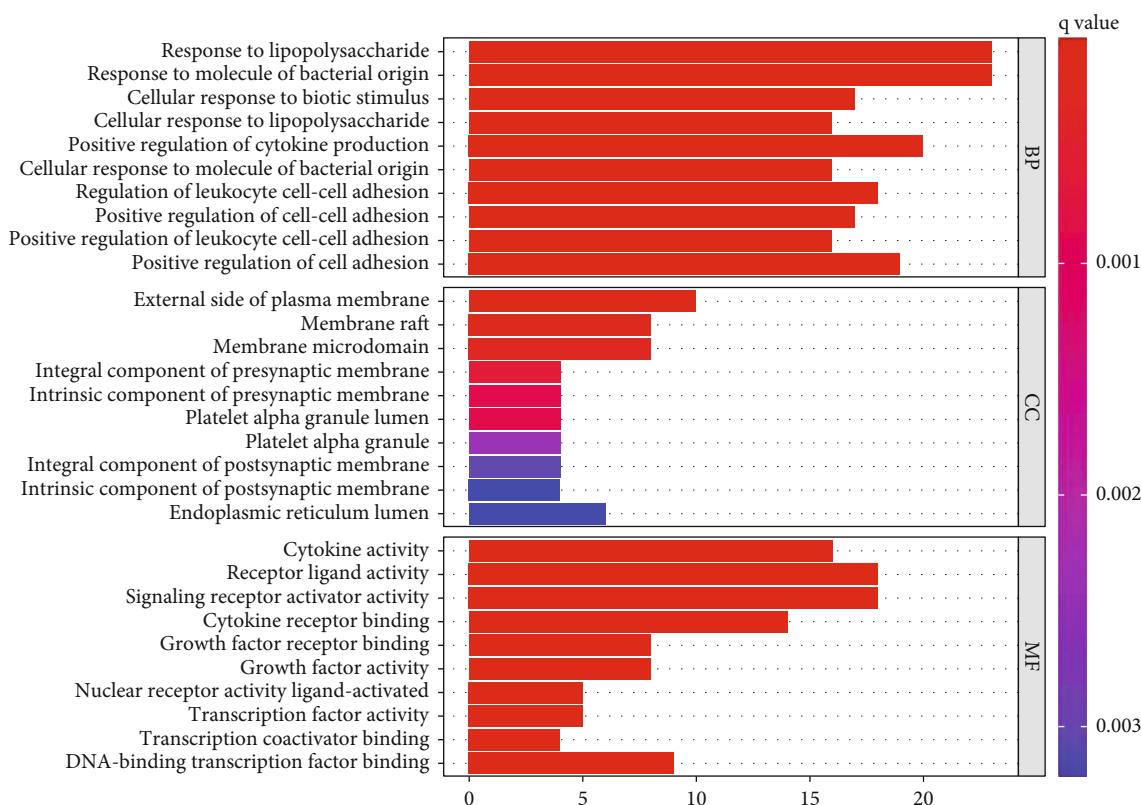 q value
Response to lipopolysaccharide
Response to molecule of bacterial origin
Cellular response to biotic stimulus
Cellular response to lipopolysaccharide
Positive regulation of cytokine production
Cellular response to molecule of bacterial origin
Regulation of leukocyte cell-cell adhesion
Positive regulation of cell-cell adhesion
Positive regulation of leukocyte cell-cell adhesion
Positive regulation of cell adhesion
BP
External side of plasma membrane
Membrane raft
Membrane microdomain
Integral component of presynaptic membrane
Intrinsic component of presynaptic membrane
Platelet alpha granule lumen
Platelet alpha granule
Integral component of postsynaptic membrane
Intrinsic component of postsynaptic membrane
Endoplasmic reticulum lumen
CC
Cytokine activity
Receptor ligand activity
Signaling receptor activator activity
Cytokine receptor binding
Growth factor receptor binding
Growth factor activity
Nuclear receptor activity ligand-activated
Transcription factor activity
Transcription coactivator binding
DNA-binding transcription factor binding
MF
0 5 10 15 20
0.001
0.002
0.003